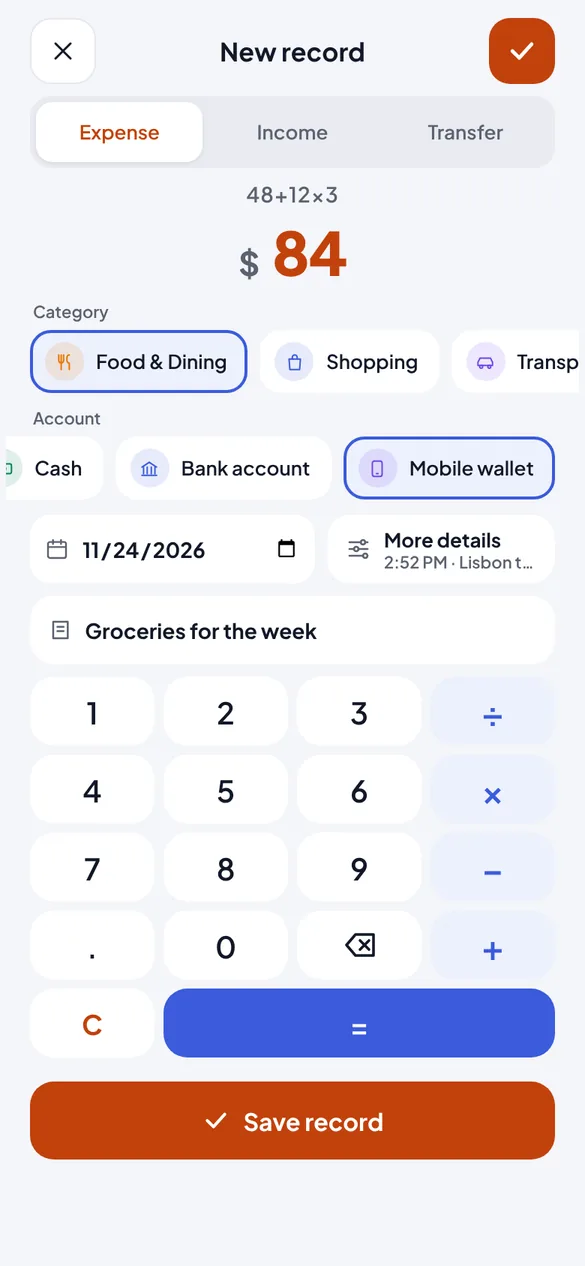 New record
Expense Income Transfer
48+12×3
$ 84
Category
Food & Dining Shopping Transp
Account
Cash Bank account Mobile wallet
11/24/2026
More details
2:52 PM · Lisbon t…
Groceries for the week
1 2 3 ÷
4 5 6 ×
7 8 9 −
. 0 +
C =
Save record